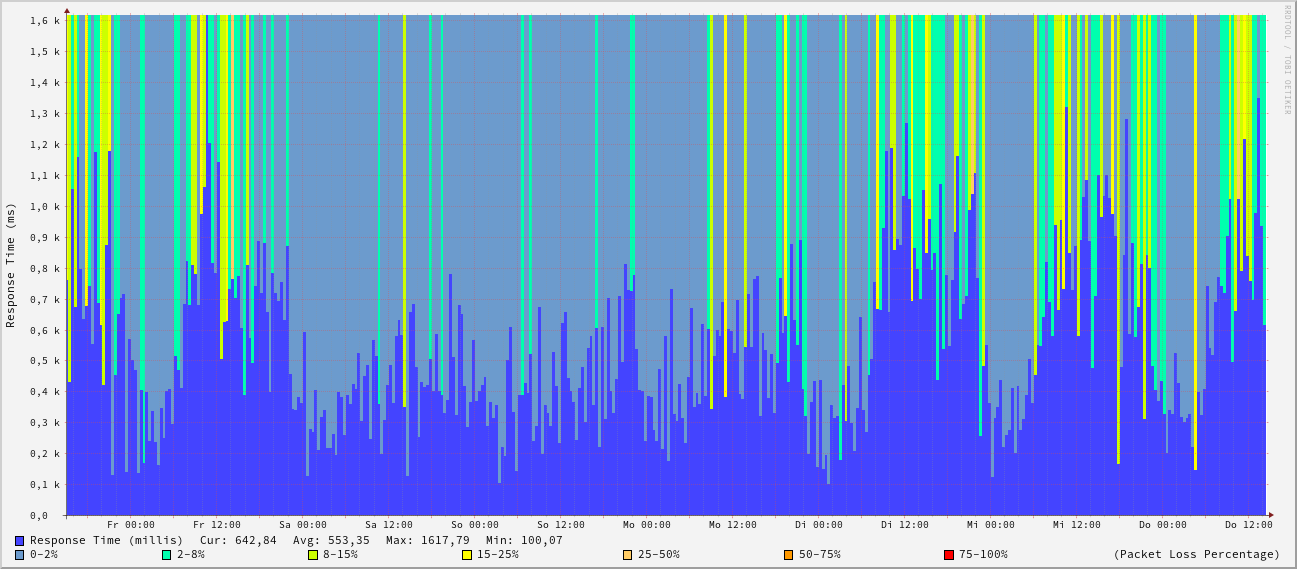 RRDTOOL / TOBI OETIKER
Response Time (ms)
1,6 k
1,5 k
1,4 k
1,3 k
1,2 k
1,1 k
1,0 k
0,9 k
0,8 k
0,7 k
0,6 k
0,5 k
0,4 k
0,3 k
0,2 k
0,1 k
0,0
Fr 00:00 Fr 12:00 Sa 00:00 Sa 12:00 So 00:00 So 12:00 Mo 00:00 Mo 12:00 Di 00:00 Di 12:00 Mi 00:00 Mi 12:00 Do 00:00 Do 12:00
Response Time (millis) Cur: 642,84 Avg: 553,35 Max: 1617,79 Min: 100,07
0-2% 2-8% 8-15% 15-25% 25-50% 50-75% 75-100% (Packet Loss Percentage)